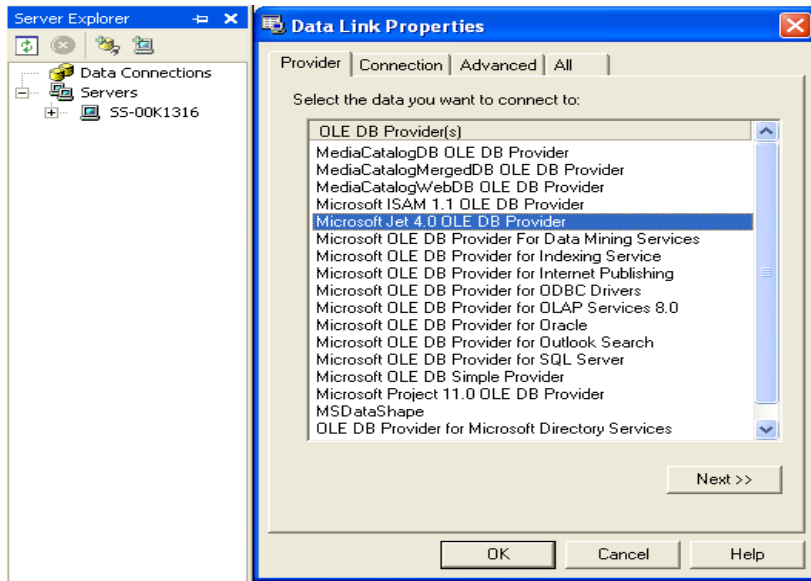 Server Explorer
Data Connections
Servers
SS-00K1316
Data Link Properties
Provider Connection Advanced All
Select the data you want to connect to:
OLE DB Provider(s)
MediaCatalogDB OLE DB Provider
MediaCatalogMergedDB OLE DB Provider
MediaCatalogWebDB OLE DB Provider
Microsoft ISAM 1.1 OLE DB Provider
Microsoft Jet 4.0 OLE DB Provider
Microsoft OLE DB Provider For Data Mining Services
Microsoft OLE DB Provider for Indexing Service
Microsoft OLE DB Provider for Internet Publishing
Microsoft OLE DB Provider for ODBC Drivers
Microsoft OLE DB Provider for OLAP Services 8.0
Microsoft OLE DB Provider for Oracle
Microsoft OLE DB Provider for Outlook Search
Microsoft OLE DB Provider for SQL Server
Microsoft OLE DB Simple Provider
Microsoft Project 11.0 OLE DB Provider
MSDataShape
OLE DB Provider for Microsoft Directory Services
Next >>
OK Cancel Help